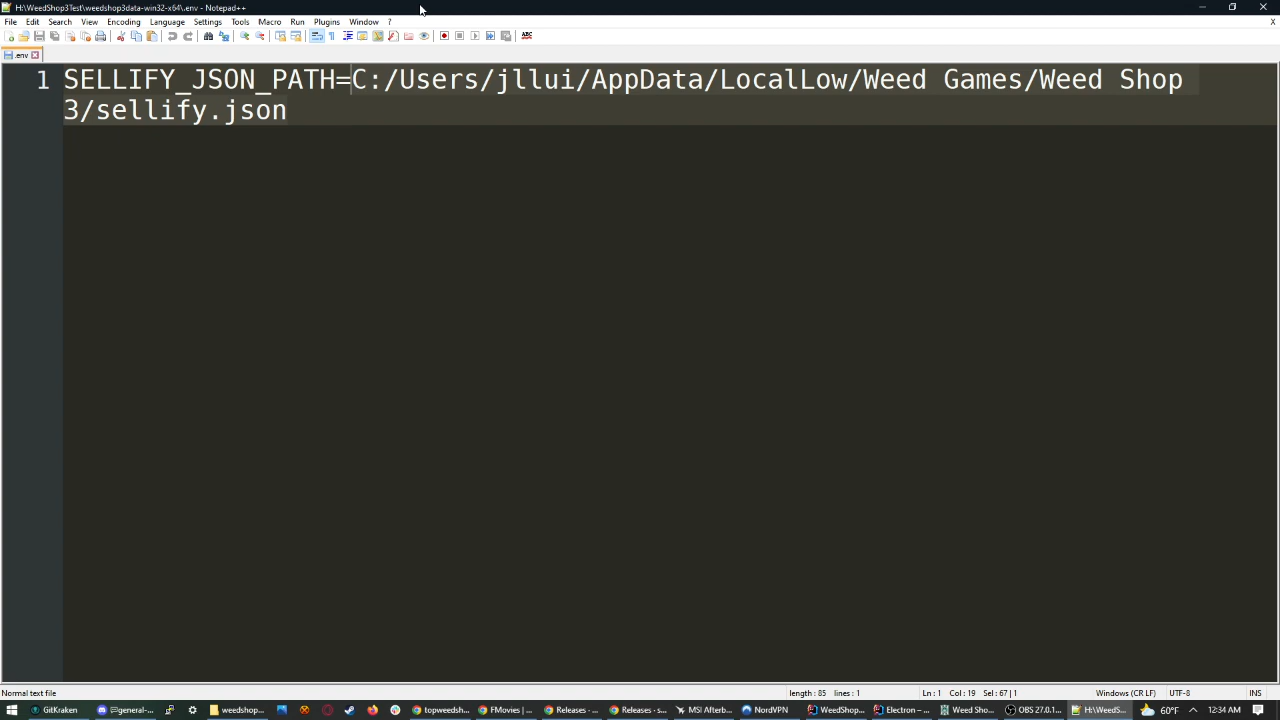 H:\WeedShop3Test\weedshop3data-win32-x64\.env - Notepad++
File Edit Search View Encoding Language Settings Tools Macro Run Plugins Window ? X
.env
1 SELLIFY_JSON_PATH=C:/Users/jllui/AppData/LocalLow/Weed Games/Weed Shop
3/sellify.json
Normal text file length : 85 lines : 1 Ln : 1 Col : 19 Sel : 67 | 1 Windows (CR LF) UTF-8 INS
GitKraken general-... weedshop... topweedsh... FMovies | ... Releases · ... Releases · s... MSI Afterb... NordVPN WeedShop... Electron – ... Weed Sho... OBS 27.0.1... H:\WeedS... 60°F 12:34 AM